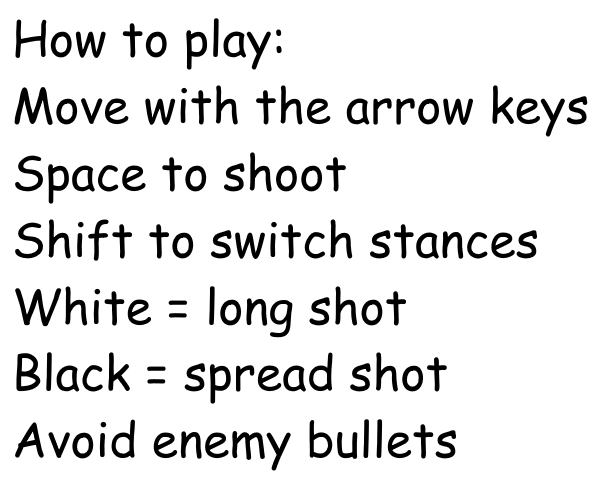 How to play:
Move with the arrow keys
Space to shoot
Shift to switch stances
White = long shot
Black = spread shot
Avoid enemy bullets